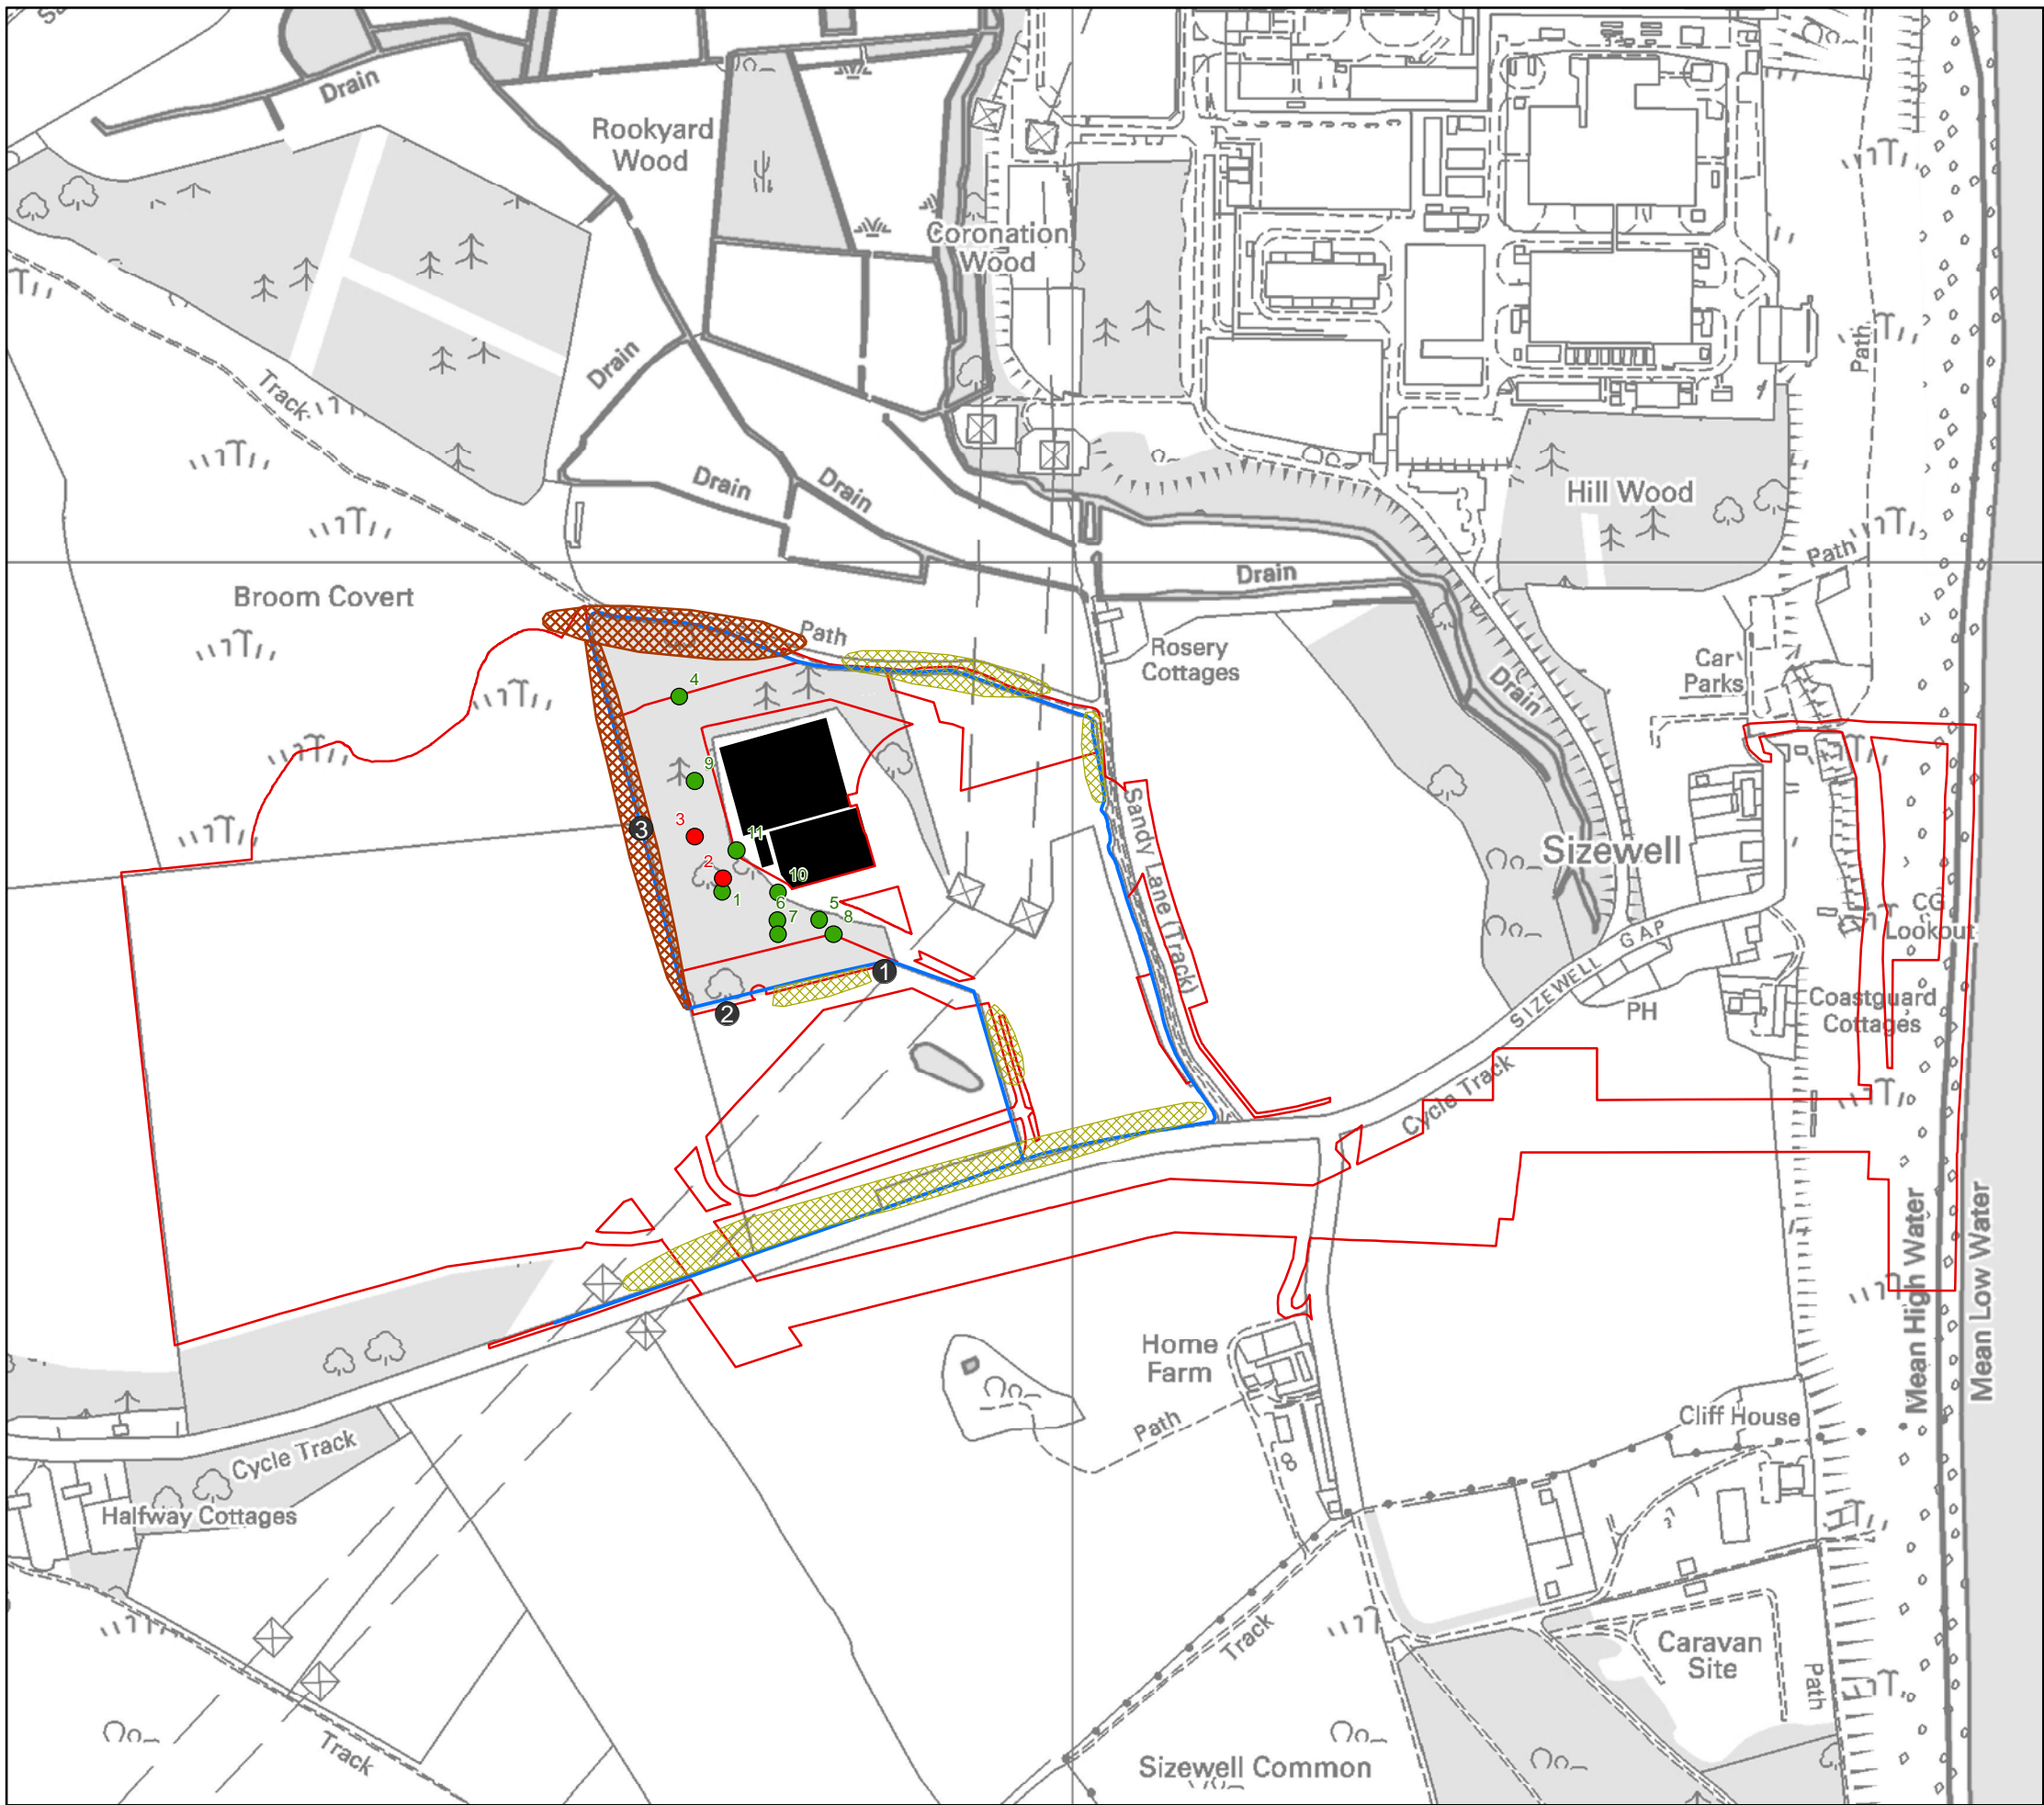 Drain
Rookyard
Wood
Coronation
Wood
Track
Drain
Path
Drain
Drain
Hill Wood
Path
Drain
Broom Covert
Path
Rosery
Cottages
Car
Parks
Drain
4
9
3
3
11
2
10
1
6
5
7
8
1
2
Sandy Lane (Track)
Sizewell
CG
Lookout
SIZEWELL GAP
PH
Coastguard
Cottages
Cycle Track
Mean High Water
Mean Low Water
Home
Farm
Path
Cliff House
Cycle Track
Halfway Cottages
Track
Caravan
Site
Path
Track
Sizewell Common